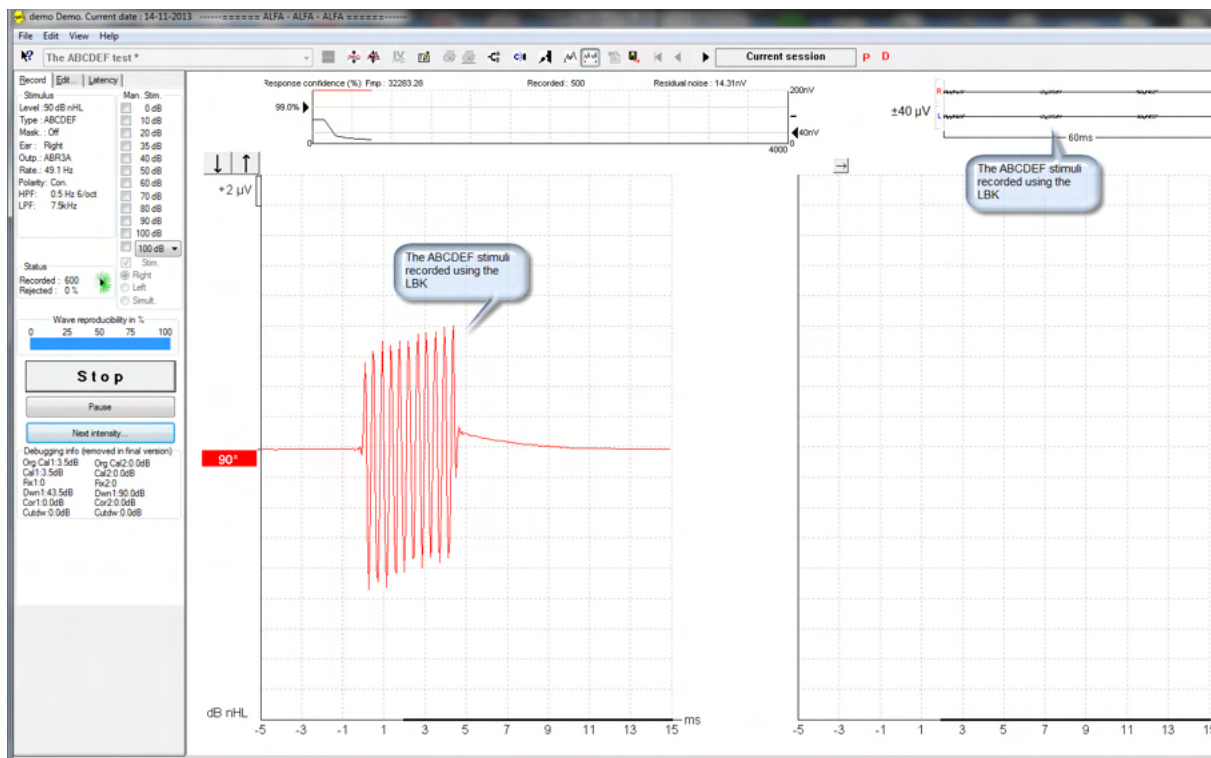 demo Demo. Current date : 14-11-2013 ------====== ALFA - ALFA - ALFA ======------
File Edit View Help
The ABCDEF test *
Current session P D
Record Edit... Latency
Stimulus
Level : 90 dB nHL
Type : ABCDEF
Mask. : Off
Ear : Right
Outp.: ABR3A
Rate..: 49.1 Hz
Polarity: Con.
HPF: 0.5 Hz 6/oct
LPF: 7.5kHz
Man. Stim.
0 dB
10 dB
20 dB
35 dB
40 dB
50 dB
60 dB
70 dB
80 dB
90 dB
100 dB
100 dB
Stim.
Right
Left
Simult.
Status
Recorded : 600
Rejected : 0 %
Wave reproducibility in %
0 25 50 75 100
Stop
Pause
Next intensity...
Debugging info (removed in final version)
Org Cal1:3.5dB Org Cal2:0.0dB
Cal1:3.5dB Cal2:0.0dB
Fix1:0 Fix2:0
Dwn1:43.5dB Dwn1:90.0dB
Cor1:0.0dB Cor2:0.0dB
Cutdw:0.0dB Cutdw:0.0dB
Response confidence (%) Fmp : 32283.28 Recorded : 500 Residual noise : 14.31nV
99.0%
200nV
40nV
0
0
4000
±2 µV
The ABCDEF stimuli
recorded using the
LBK
90*
dB nHL
-5 -3 -1 1 3 5 7 9 11 13 15
ms
±40 µV
R
L
60ms
The ABCDEF stimuli
recorded using the
LBK
-5 -3 -1 1 3 5 7 9 11 13